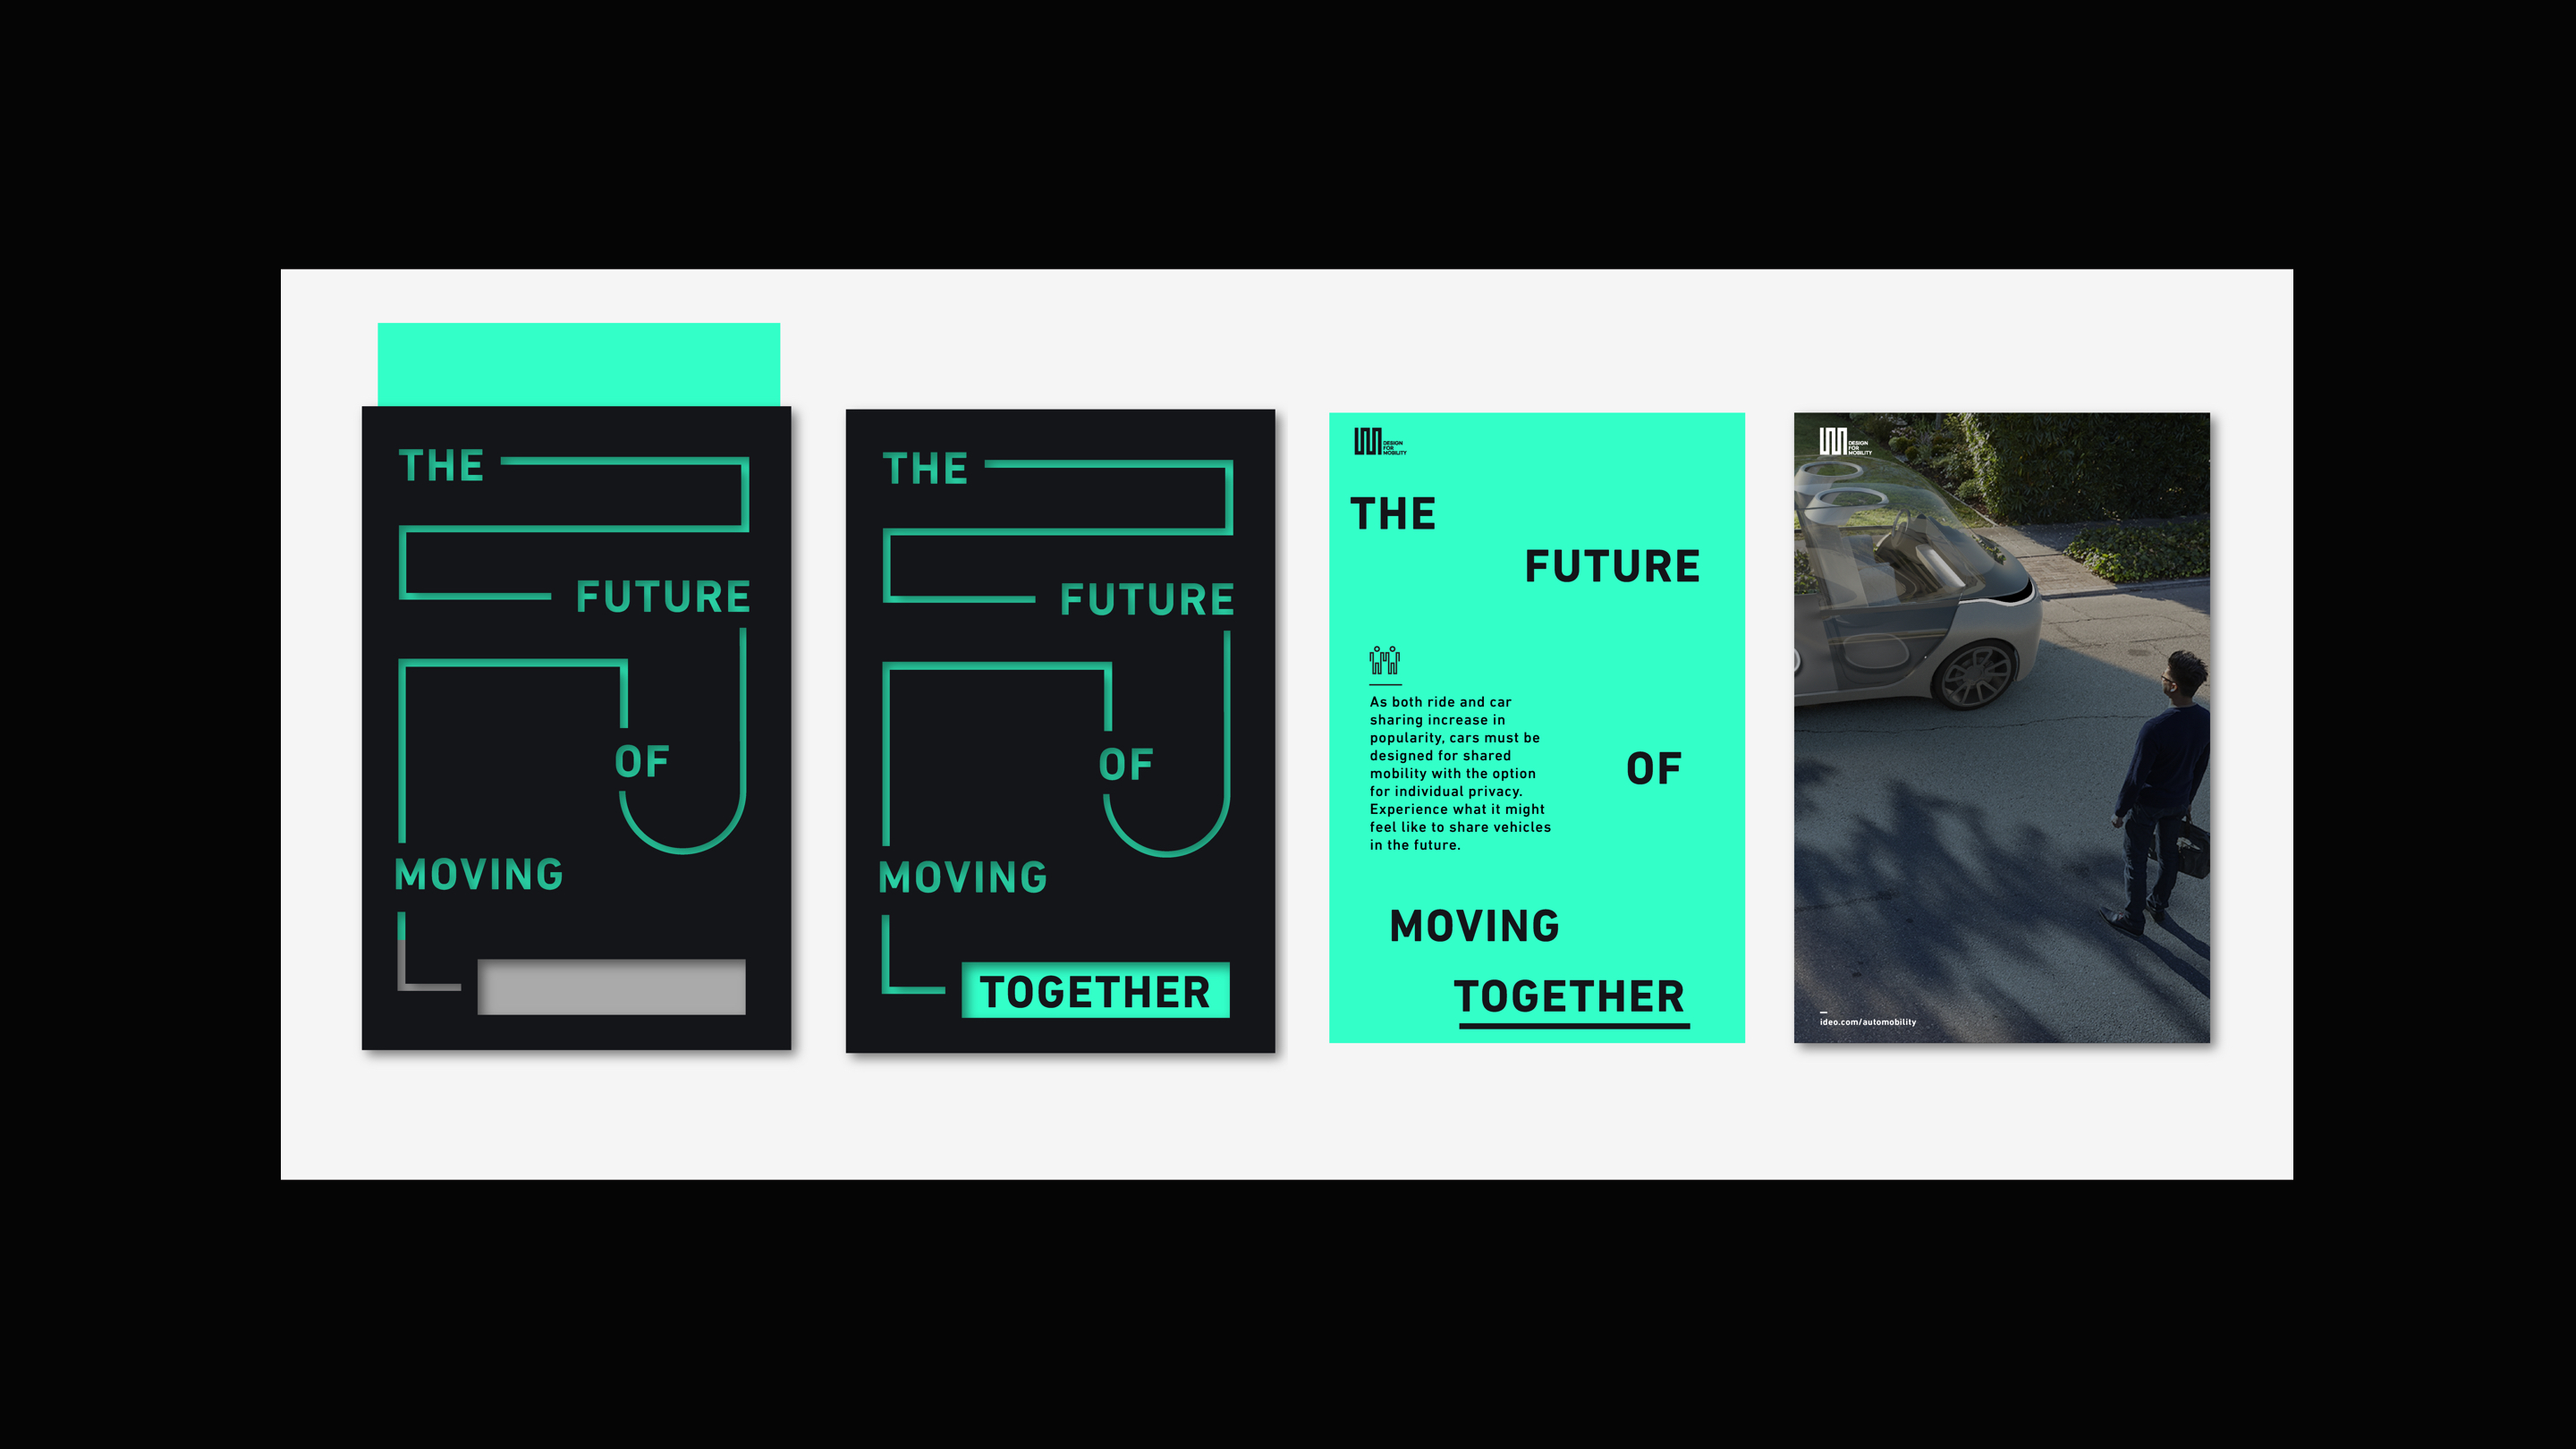 THE
FUTURE
OF
MOVING
THE
FUTURE
OF
MOVING
TOGETHER
DESIGN
FOR
MOBILITY
THE
FUTURE
As both ride and car
sharing increase in
popularity, cars must be
designed for shared
mobility with the option
for individual privacy.
Experience what it might
feel like to share vehicles
in the future.
OF
MOVING
TOGETHER
DESIGN
FOR
MOBILITY
ideo.com/automobility